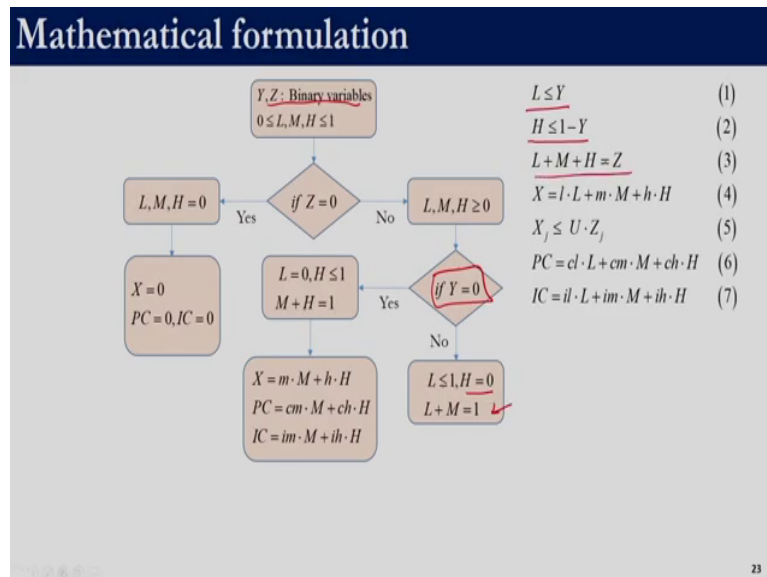 Mathematical formulation
Y,Z : Binary variables
0≤L,M,H≤1
if Z=0
Yes
No
L,M,H=0
L,M,H≥0
X=0
PC=0,IC=0
if Y=0
Yes
No
L=0,H≤1
M+H=1
X=m·M+h·H
PC=cm·M+ch·H
IC=im·M+ih·H
L≤1,H=0
L+M=1
L≤Y (1)
H≤1−Y (2)
L+M+H=Z (3)
X=l·L+m·M+h·H (4)
X_j≤U·Z_j (5)
PC=cl·L+cm·M+ch·H (6)
IC=il·L+im·M+ih·H (7)
23